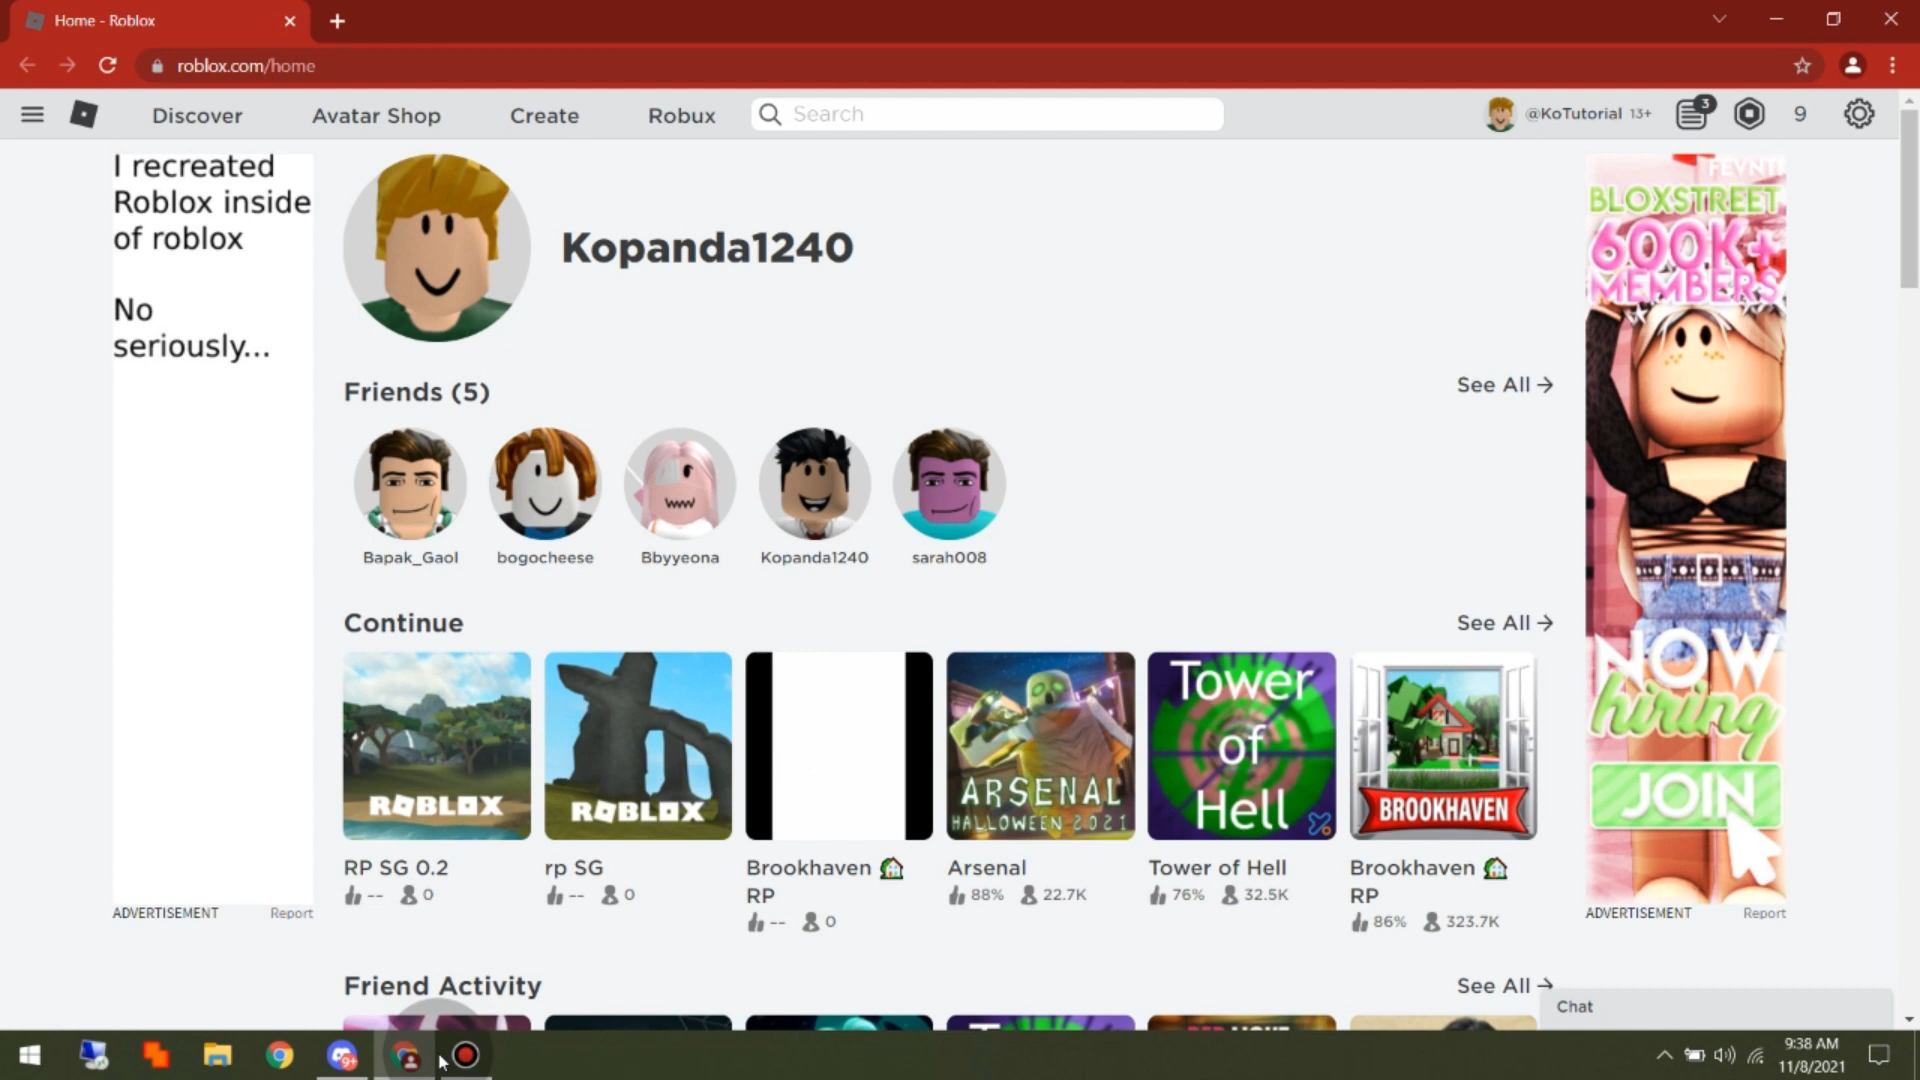 Home - Roblox
roblox.com/home
Discover
Avatar Shop
Create
Robux
Search
@KoTutorial 13+
3
9
I recreated
Roblox inside
of roblox
No
seriously...
ADVERTISEMENT
Report
Kopanda1240
Friends (5)
See All
Bapak_Gaol
bogocheese
Bbyyeona
Kopanda1240
sarah008
Continue
See All
ROBLOX
ROBLOX
ARSENAL
HALLOWEEN 2021
Tower
of
Hell
BROOKHAVEN
RP SG 0.2
-- 0
rp SG
-- 0
Brookhaven 🏡
RP
-- 0
Arsenal
88% 22.7K
Tower of Hell
76% 32.5K
Brookhaven 🏡
RP
86% 323.7K
BLOXSTREET
600K+
MEMBERS
NOW
hiring
JOIN
ADVERTISEMENT
Report
Friend Activity
See All
Chat
9+
9:38 AM
11/8/2021